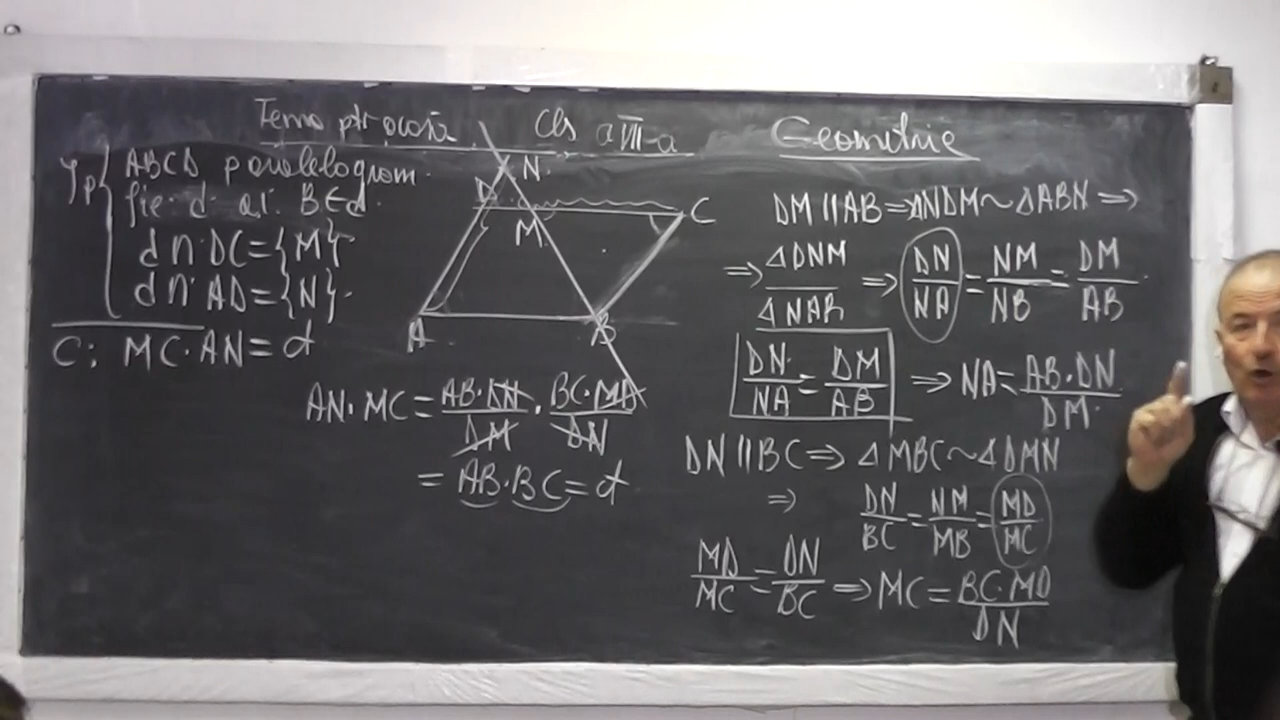 Tema ptr acasă Cls a VII-a Geometrie
Ip { ABCD paralelogram.
fie d aî. B∈d.
d∩DC={M}
d∩AD={N}.
C: MC·AN=ct
N
D
M
C
A
B
AN·MC = AB·DN/DM · BC·MD/DN
= AB·BC = ct
DM||AB ⇒ ΔNDM ~ ΔABN ⇒
⇒ ΔDNM/ΔNAB ⇒ DN/NA = NM/NB = DM/AB
DN/NA = DM/AB ⇒ NA = AB·DN/DM
DN||BC ⇒ ΔMBC ~ ΔDMN
⇒ DN/BC = NM/MB = MD/MC
MD/MC = DN/BC ⇒ MC = BC·MD/DN